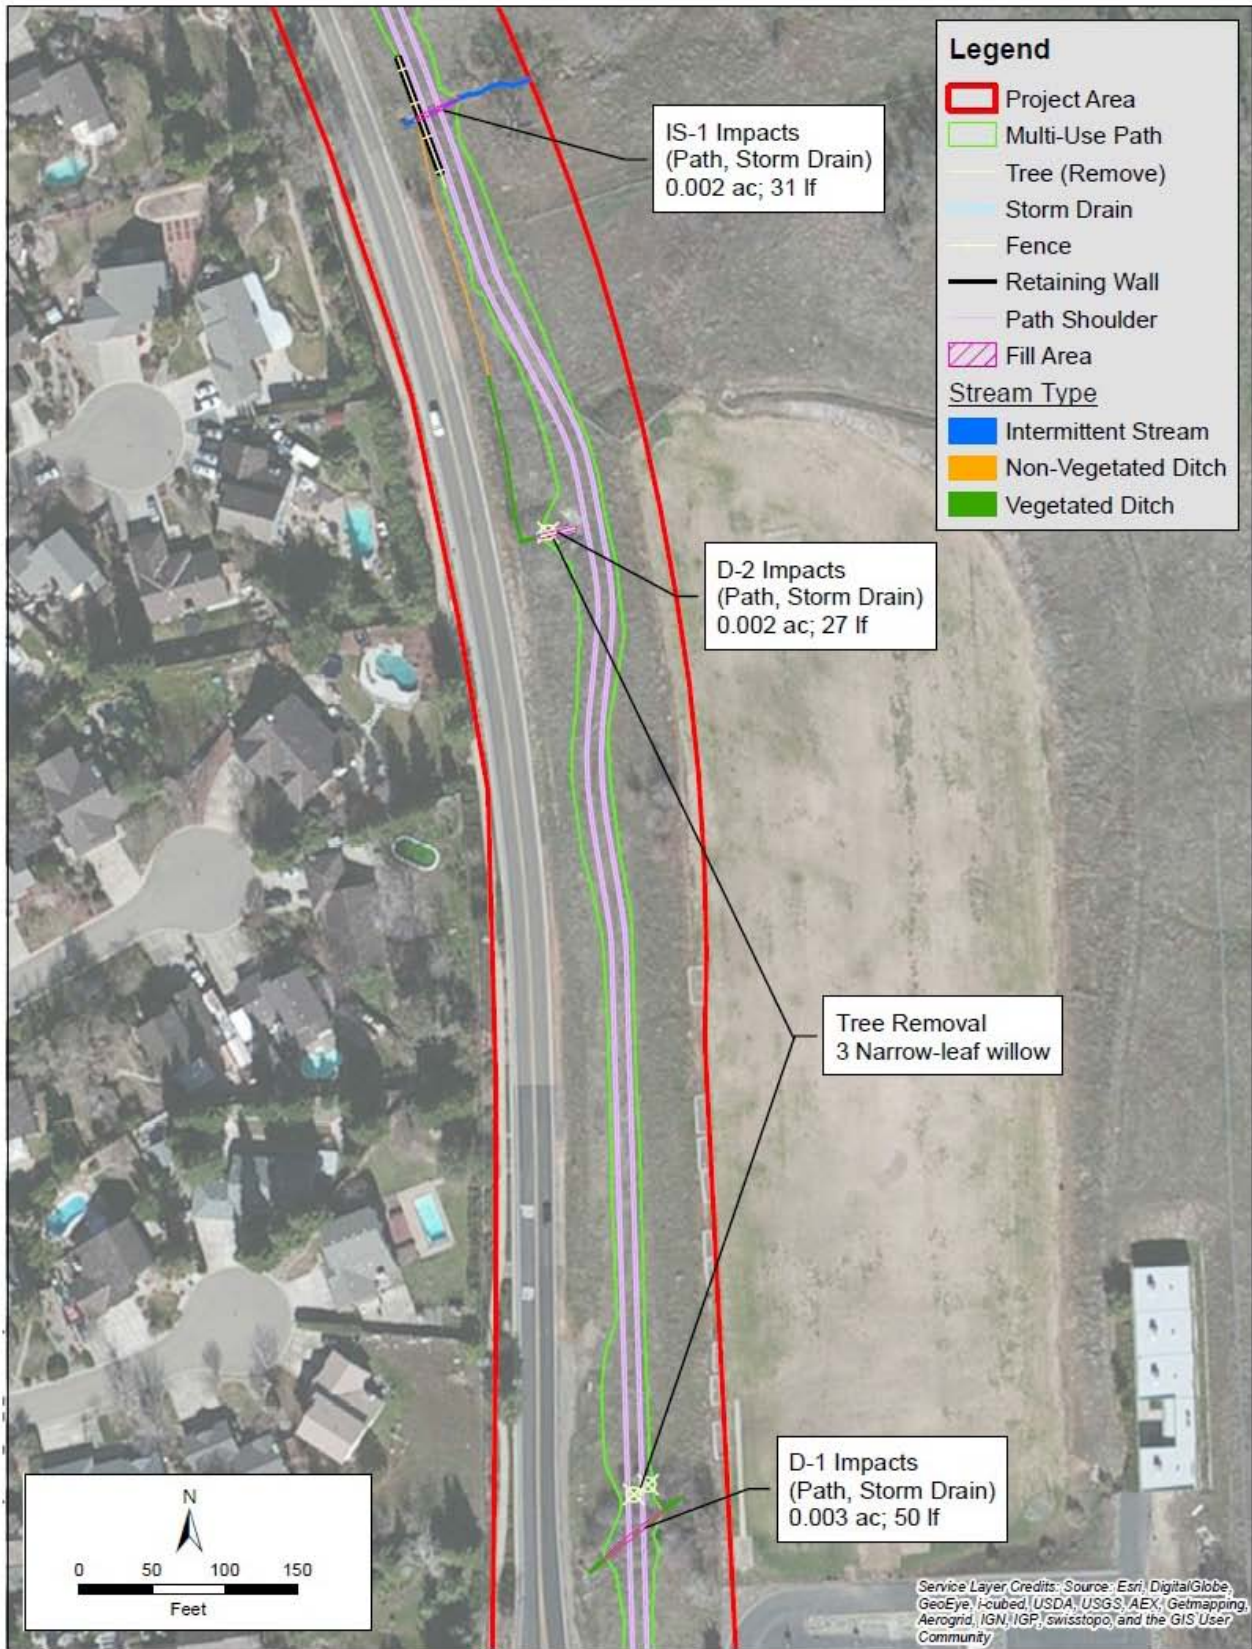 Legend
Project Area
Multi-Use Path
Tree (Remove)
Storm Drain
Fence
Retaining Wall
Path Shoulder
Fill Area
Stream Type
Intermittent Stream
Non-Vegetated Ditch
Vegetated Ditch
IS-1 Impacts
(Path, Storm Drain)
0.002 ac; 31 lf
D-2 Impacts
(Path, Storm Drain)
0.002 ac; 27 lf
Tree Removal
3 Narrow-leaf willow
D-1 Impacts
(Path, Storm Drain)
0.003 ac; 50 lf
N
0 50 100 150
Feet
Service Layer Credits: Source: Esri, DigitalGlobe,
GeoEye, i-cubed, USDA, USGS, AEX, Getmapping,
Aerogrid, IGN, IGP, swisstopo, and the GIS User
Community